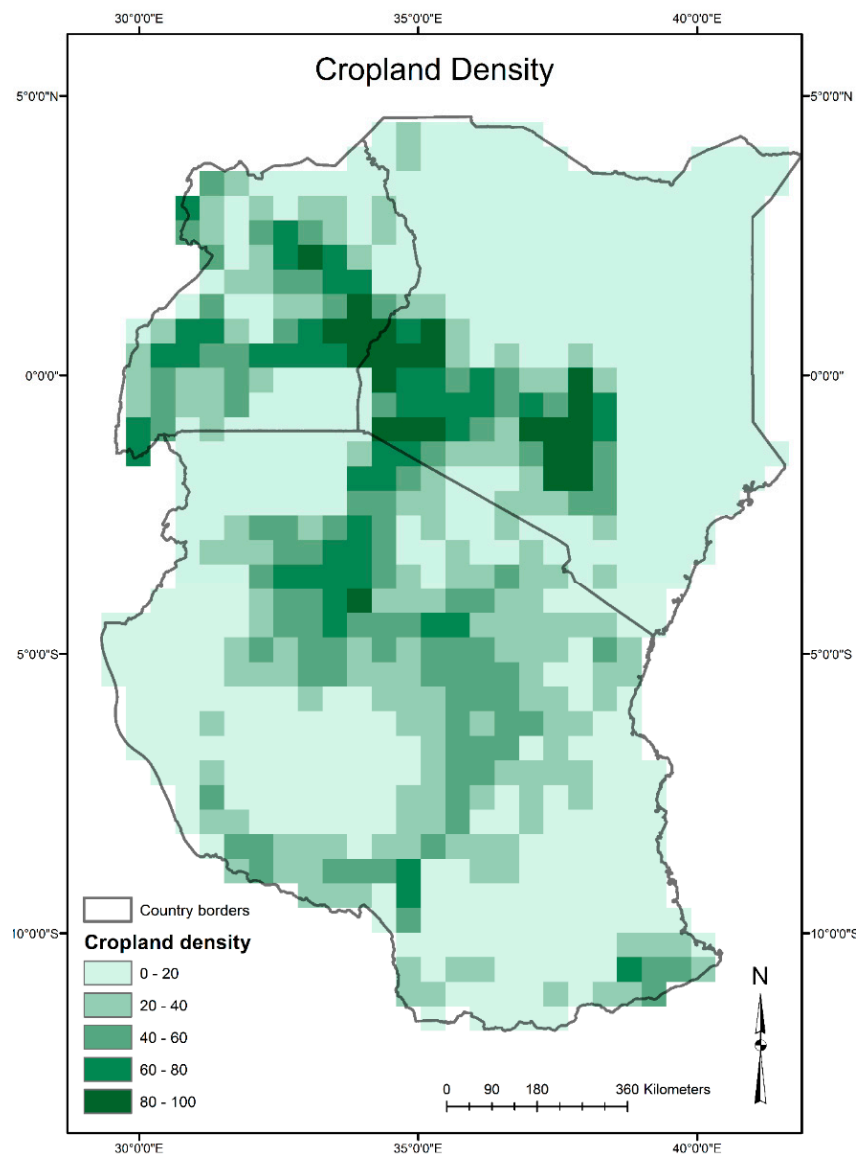 30°0'0"E 35°0'0"E 40°0'0"E
Cropland Density
5°0'0"N 5°0'0"N
0°0'0" 0°0'0"
5°0'0"S 5°0'0"S
Country borders
Cropland density
10°0'0"S 10°0'0"S
0 - 20
20 - 40
N
40 - 60
60 - 80
0 90 180 360 Kilometers
80 - 100
30°0'0"E 35°0'0"E 40°0'0"E